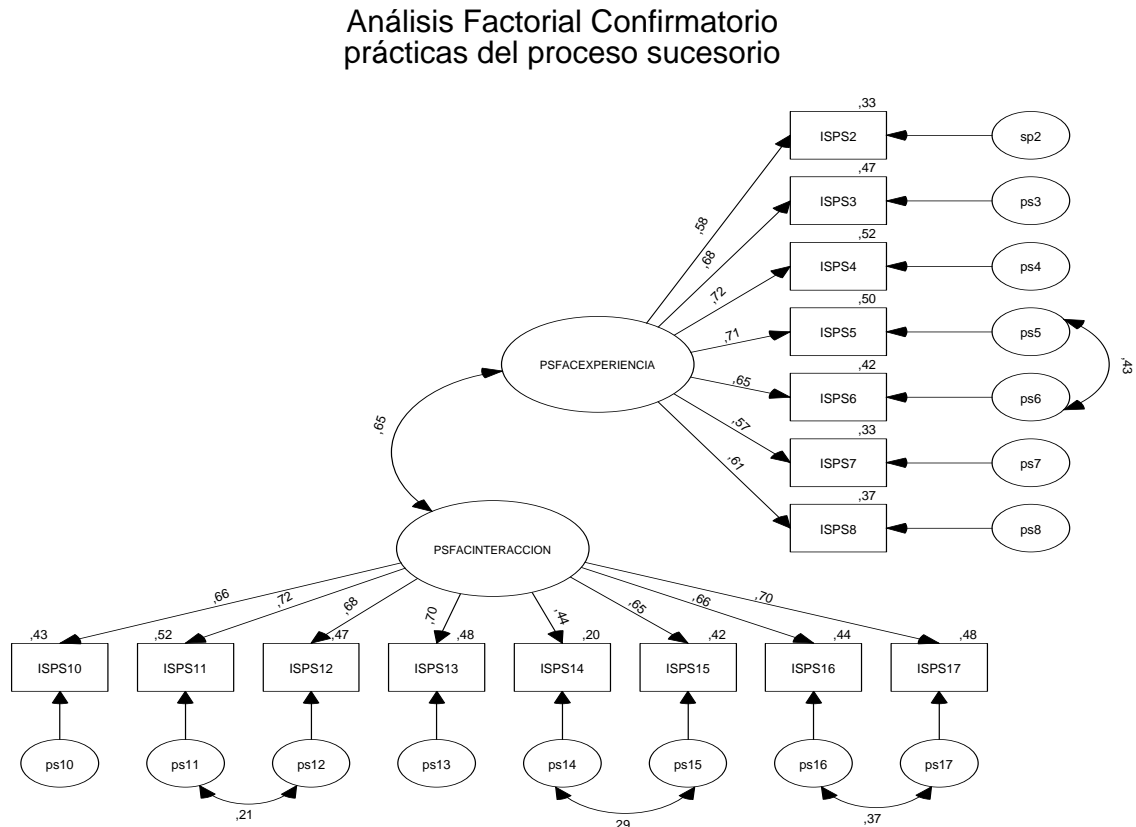 Análisis Factorial Confirmatorio
prácticas del proceso sucesorio
,33
ISPS2
sp2
,58
,47
ISPS3
ps3
,68
,52
ISPS4
ps4
,72
,50
ISPS5
ps5
,71
,43
PSFACEXPERIENCIA
,42
ISPS6
ps6
,65
,33
ISPS7
ps7
,57
,37
ISPS8
ps8
,61
,65
PSFACINTERACCION
,66
,72
,68
,70
,44
,65
,66
,70
,43
,52
,47
,48
,20
,42
,44
,48
ISPS10
ISPS11
ISPS12
ISPS13
ISPS14
ISPS15
ISPS16
ISPS17
ps10
ps11
ps12
ps13
ps14
ps15
ps16
ps17
,21
,29
,37